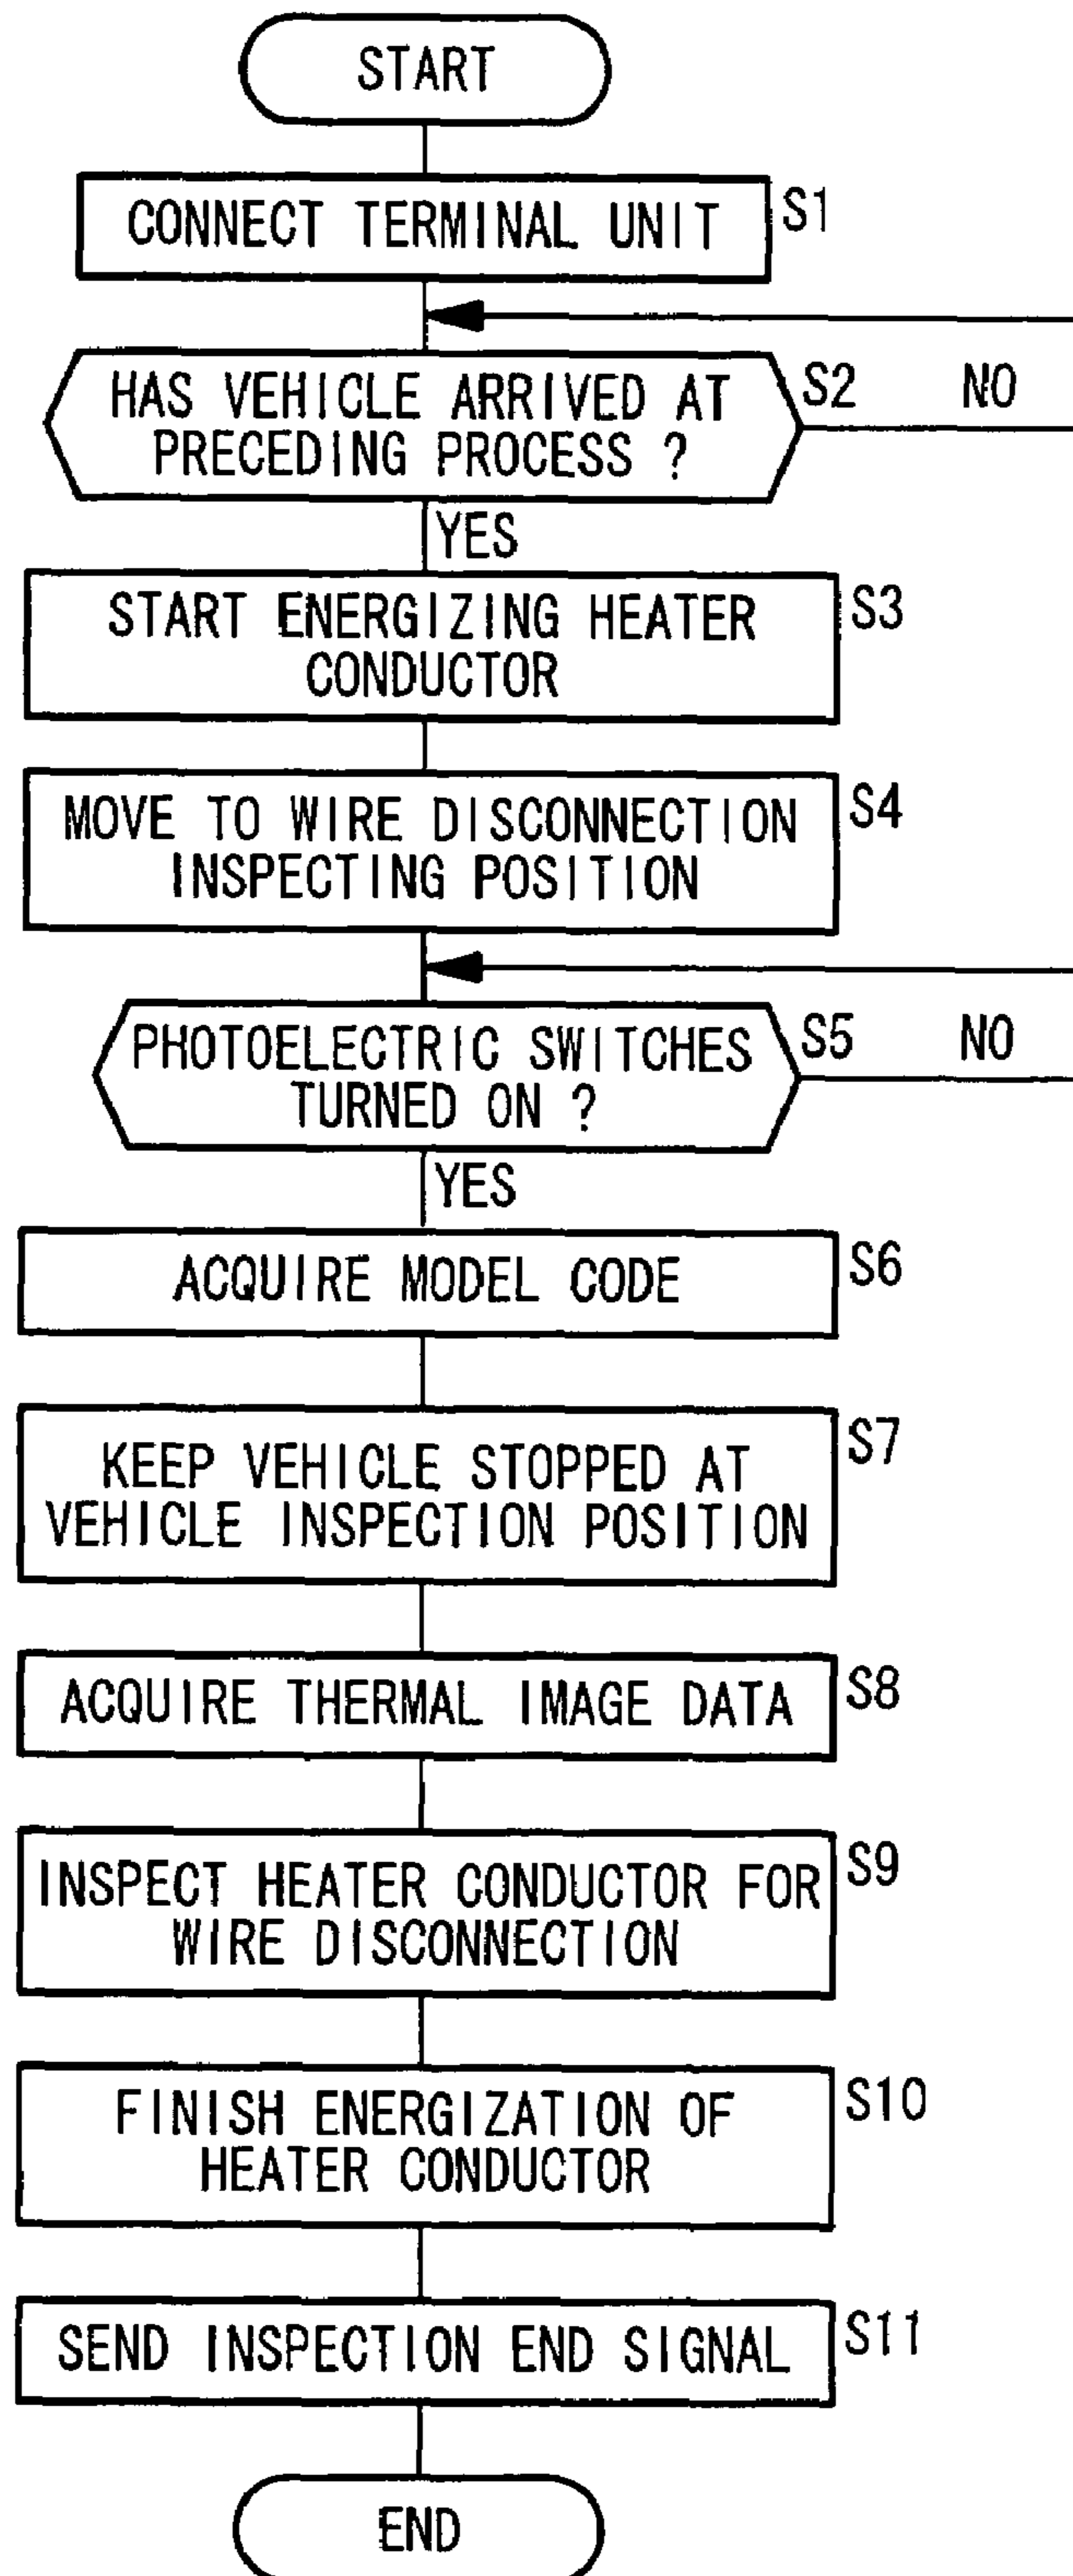 START
CONNECT TERMINAL UNIT
S1
HAS VEHICLE ARRIVED AT
PRECEDING PROCESS ?
S2
NO
YES
START ENERGIZING HEATER
CONDUCTOR
S3
MOVE TO WIRE DISCONNECTION
INSPECTING POSITION
S4
PHOTOELECTRIC SWITCHES
TURNED ON ?
S5
NO
YES
ACQUIRE MODEL CODE
S6
KEEP VEHICLE STOPPED AT
VEHICLE INSPECTION POSITION
S7
ACQUIRE THERMAL IMAGE DATA
S8
INSPECT HEATER CONDUCTOR FOR
WIRE DISCONNECTION
S9
FINISH ENERGIZATION OF
HEATER CONDUCTOR
S10
SEND INSPECTION END SIGNAL
S11
END